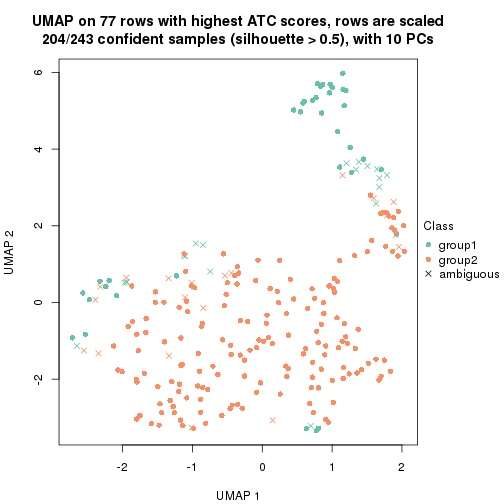 UMAP on 77 rows with highest ATC scores, rows are scaled
204/243 confident samples (silhouette > 0.5), with 10 PCs
6
4
2
0
-2
UMAP 2
-2
-1
0
1
2
UMAP 1
Class
group1
group2
ambiguous